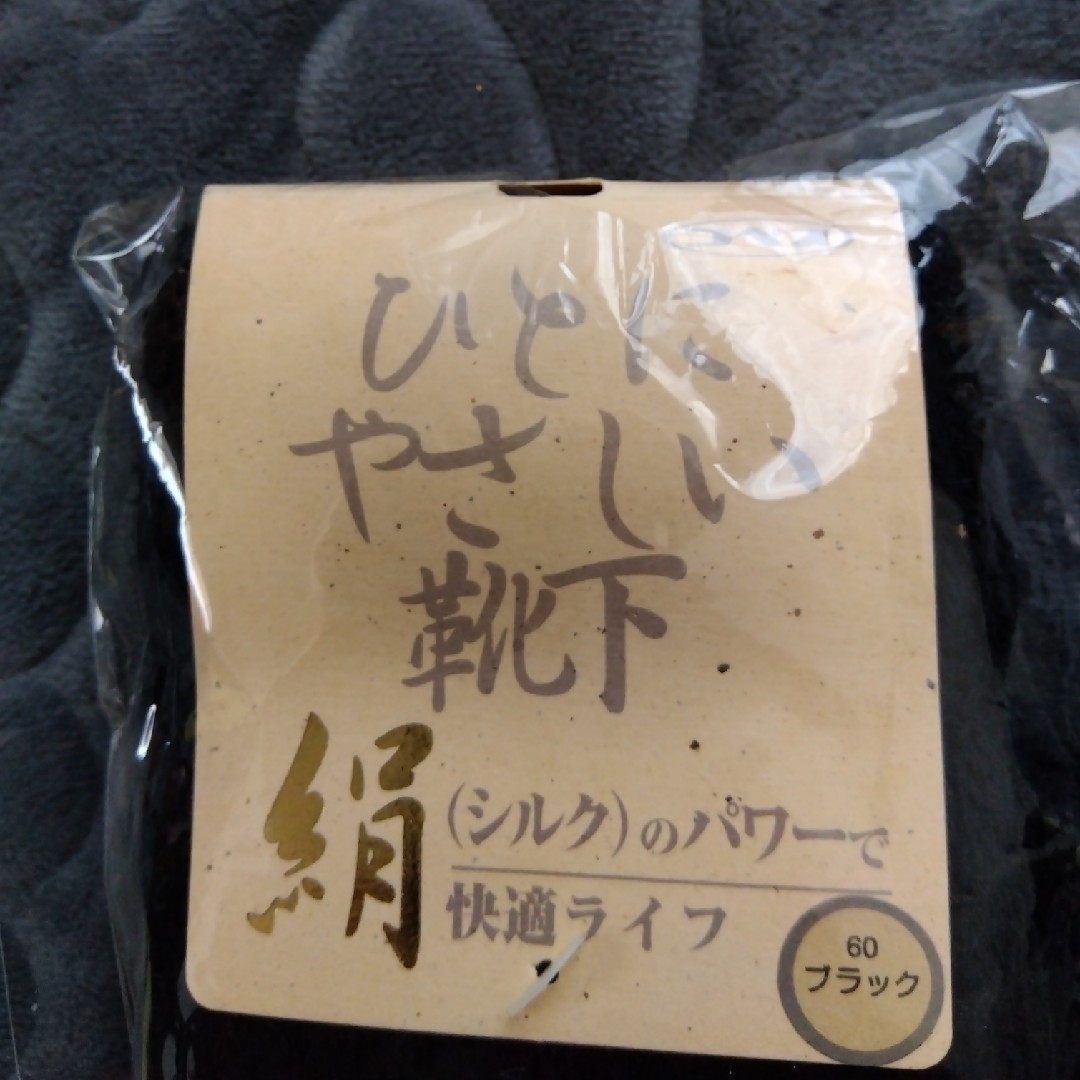 ひとに
やさしい
靴下
絹(シルク)のパワーで
快適ライフ
60
ブラック